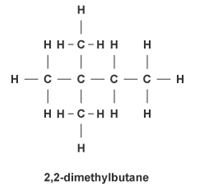 H
H H – C – H H H
H – C – C – C – C – H
H H – C – H H H
H
2,2-dimethylbutane